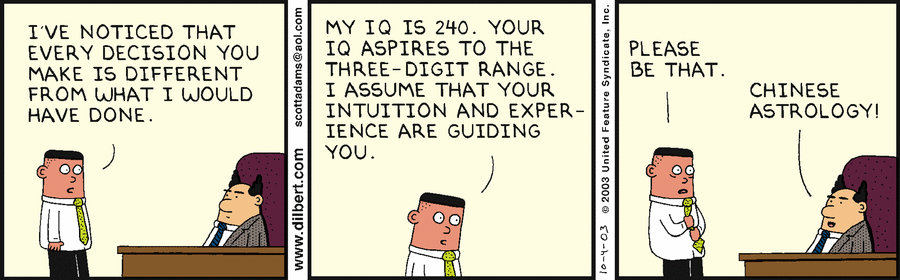 I'VE NOTICED THAT
EVERY DECISION YOU
MAKE IS DIFFERENT
FROM WHAT I WOULD
HAVE DONE.
www.dilbert.com scottadams@aol.com
MY IQ IS 240. YOUR
IQ ASPIRES TO THE
THREE-DIGIT RANGE.
I ASSUME THAT YOUR
INTUITION AND EXPER-
IENCE ARE GUIDING
YOU.
10-4-03 © 2003 United Feature Syndicate, Inc.
PLEASE
BE THAT.
CHINESE
ASTROLOGY!